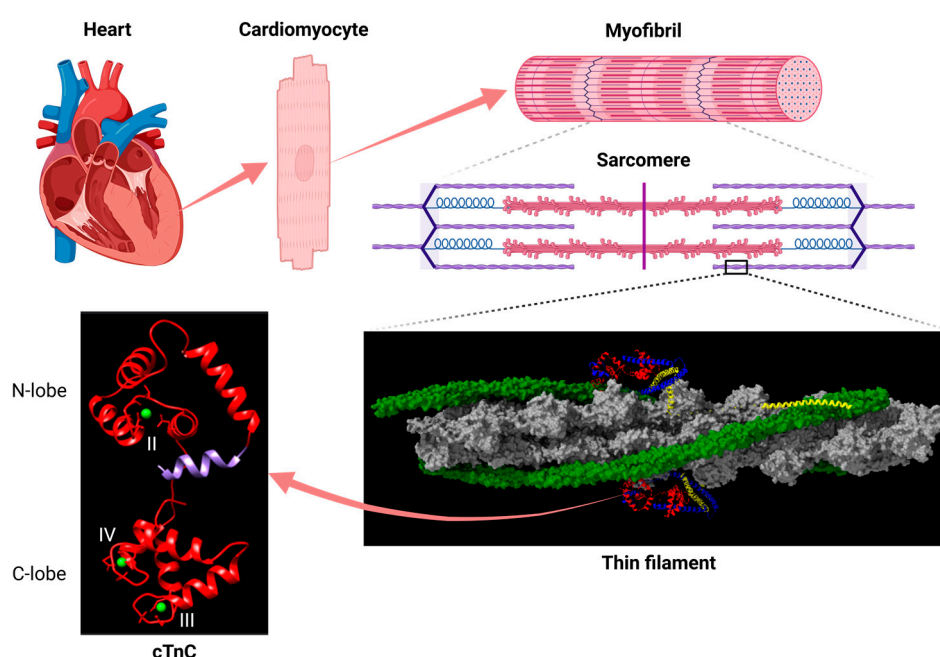 Heart
Cardiomyocyte
Myofibril
Sarcomere
N-lobe
II
IV
C-lobe
III
Thin filament
cTnC